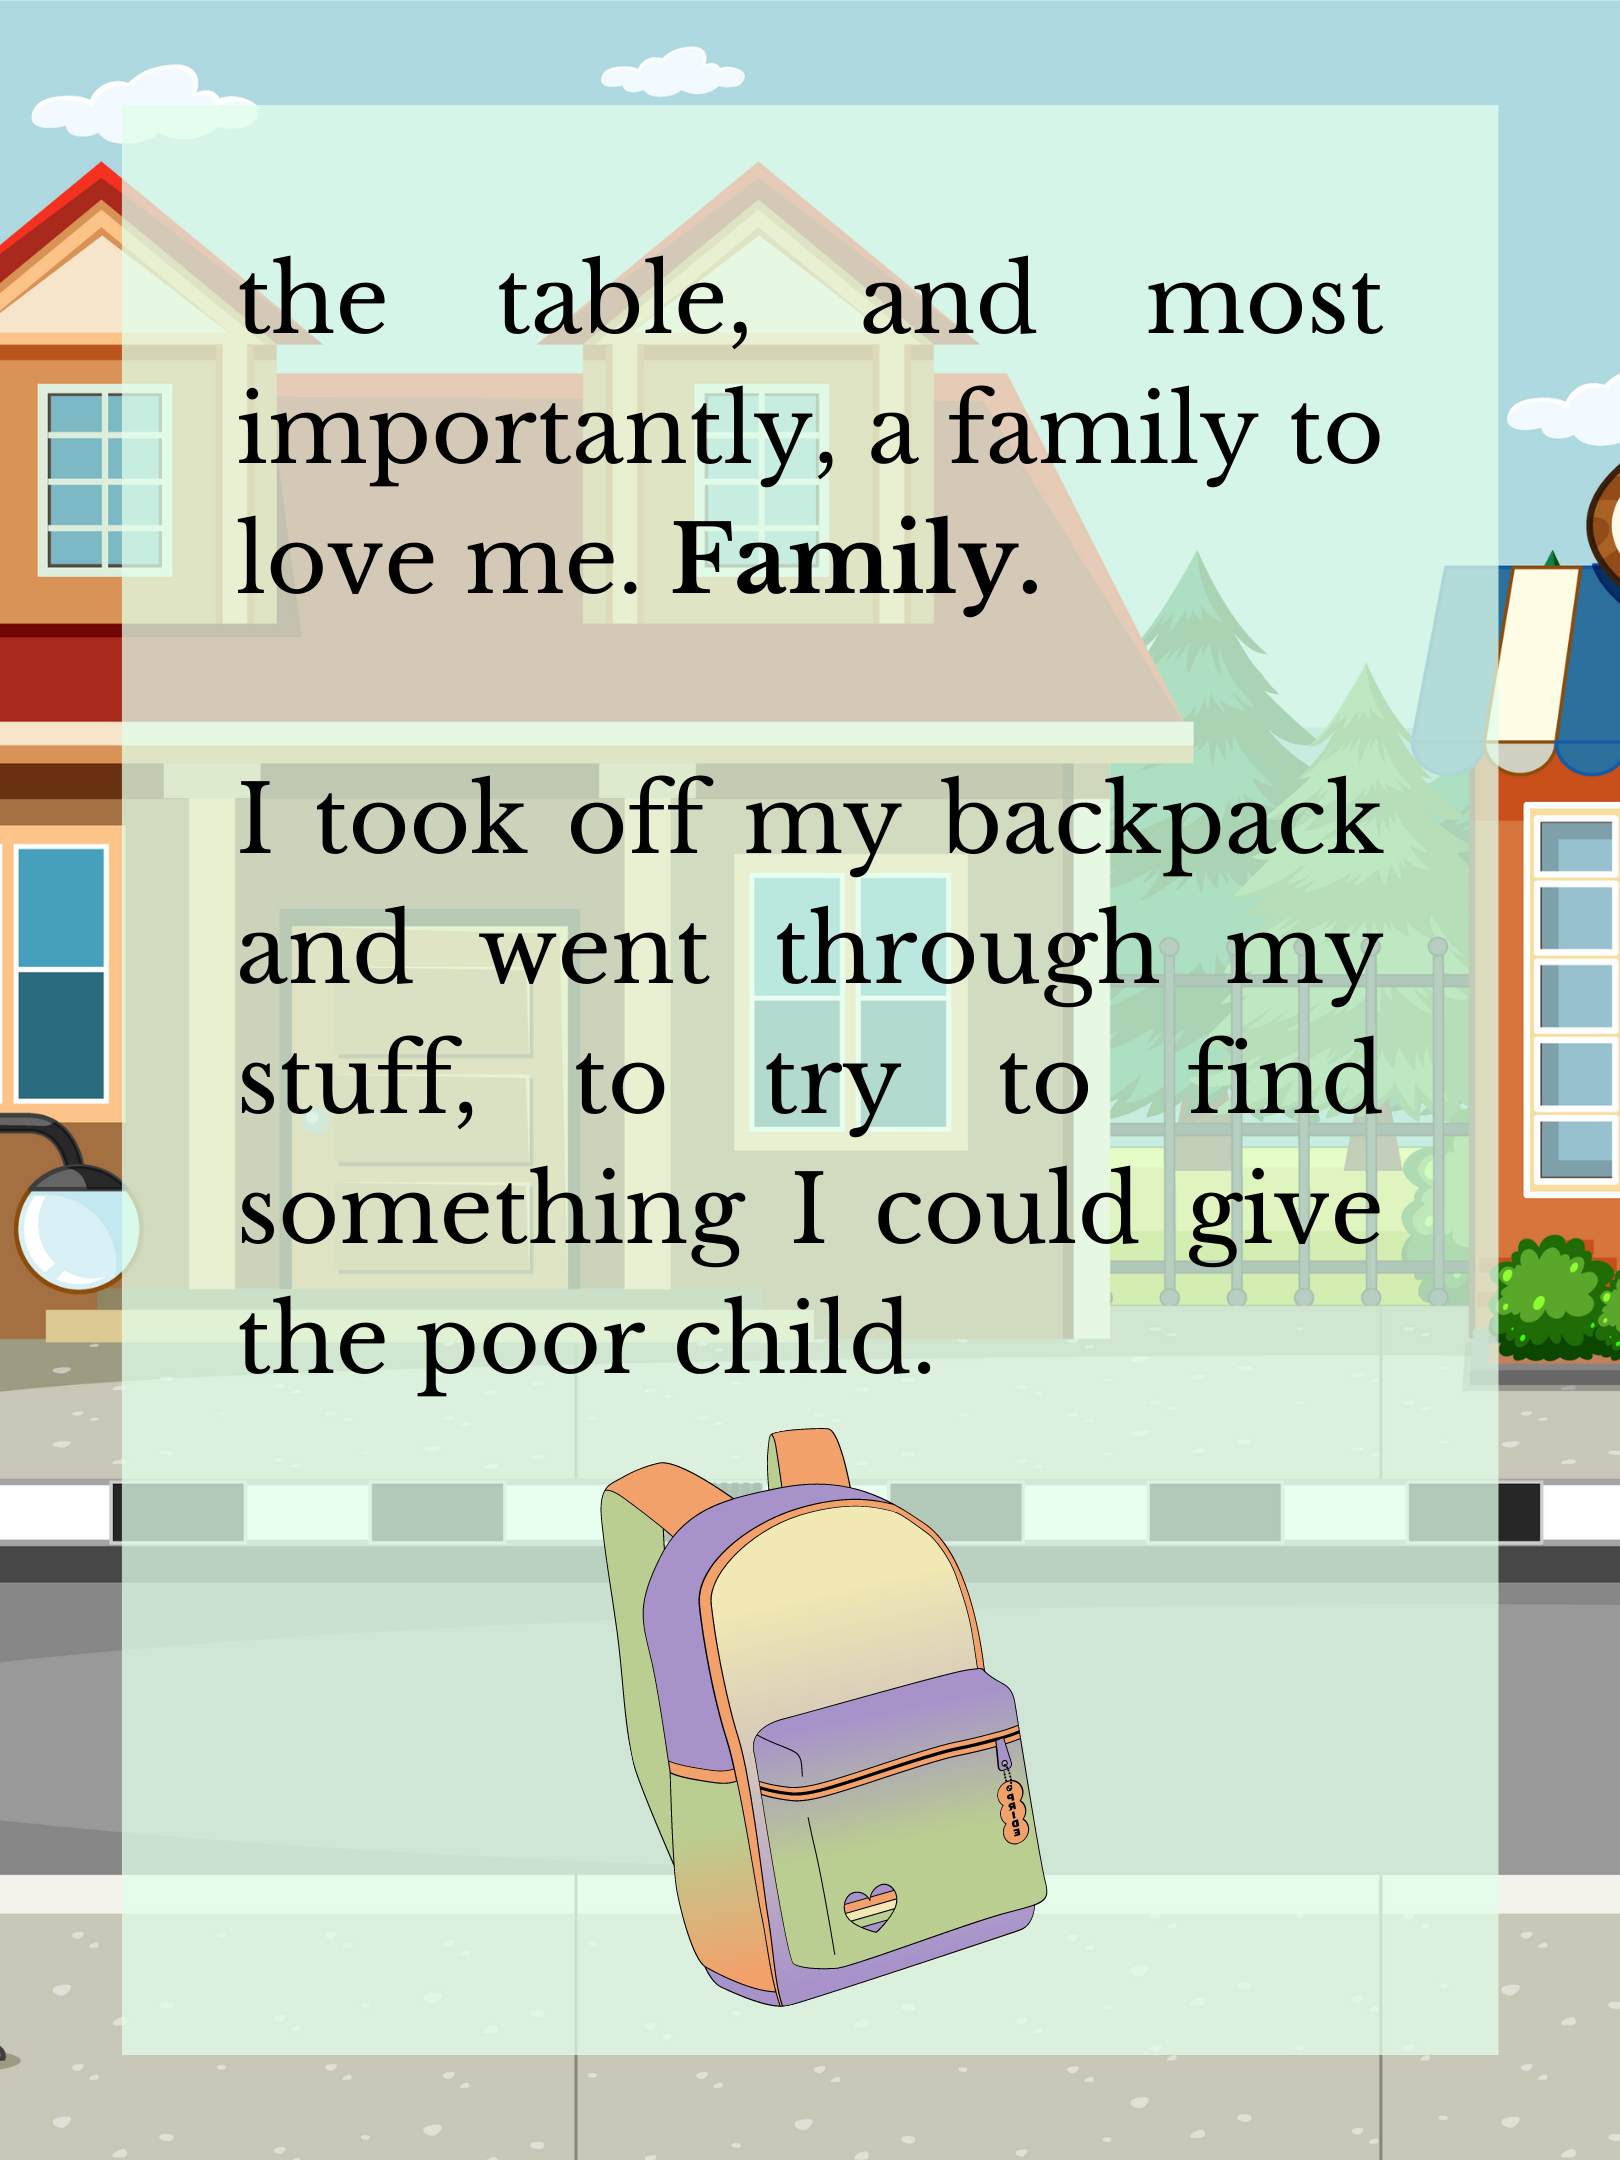 the table, and most
importantly, a family to
love me. Family.
I took off my backpack
and went through my
stuff, to try to find
something I could give
the poor child.
PRIDE